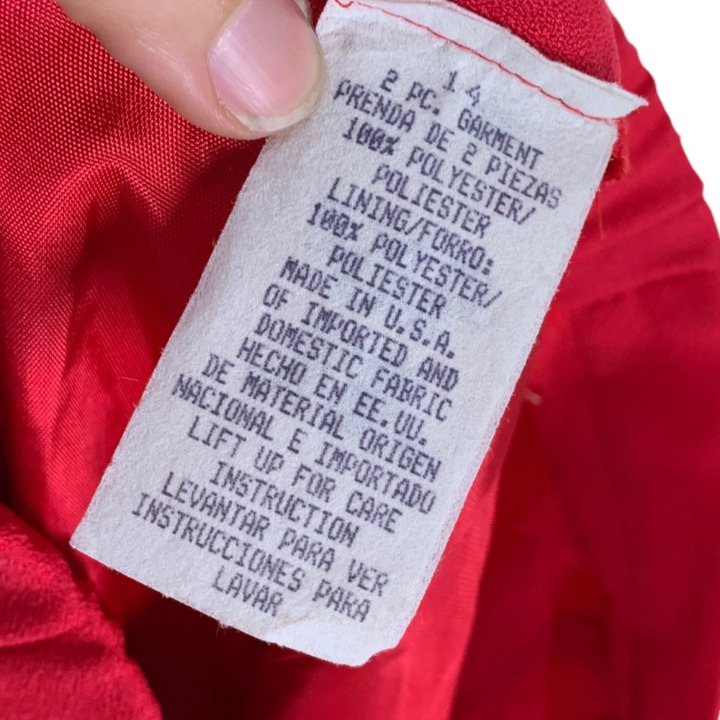 14
2 PC. GARMENT
PRENDA DE 2 PIEZAS
100% POLYESTER/
POLIESTER
LINING/FORRO:
100% POLYESTER/
POLIESTER
MADE IN U.S.A.
OF IMPORTED AND
DOMESTIC FABRIC
HECHO EN EE.UU.
DE MATERIAL ORIGEN
NACIONAL E IMPORTADO
LIFT UP FOR CARE
INSTRUCTION
LEVANTAR PARA VER
INSTRUCCIONES PARA
LAVAR